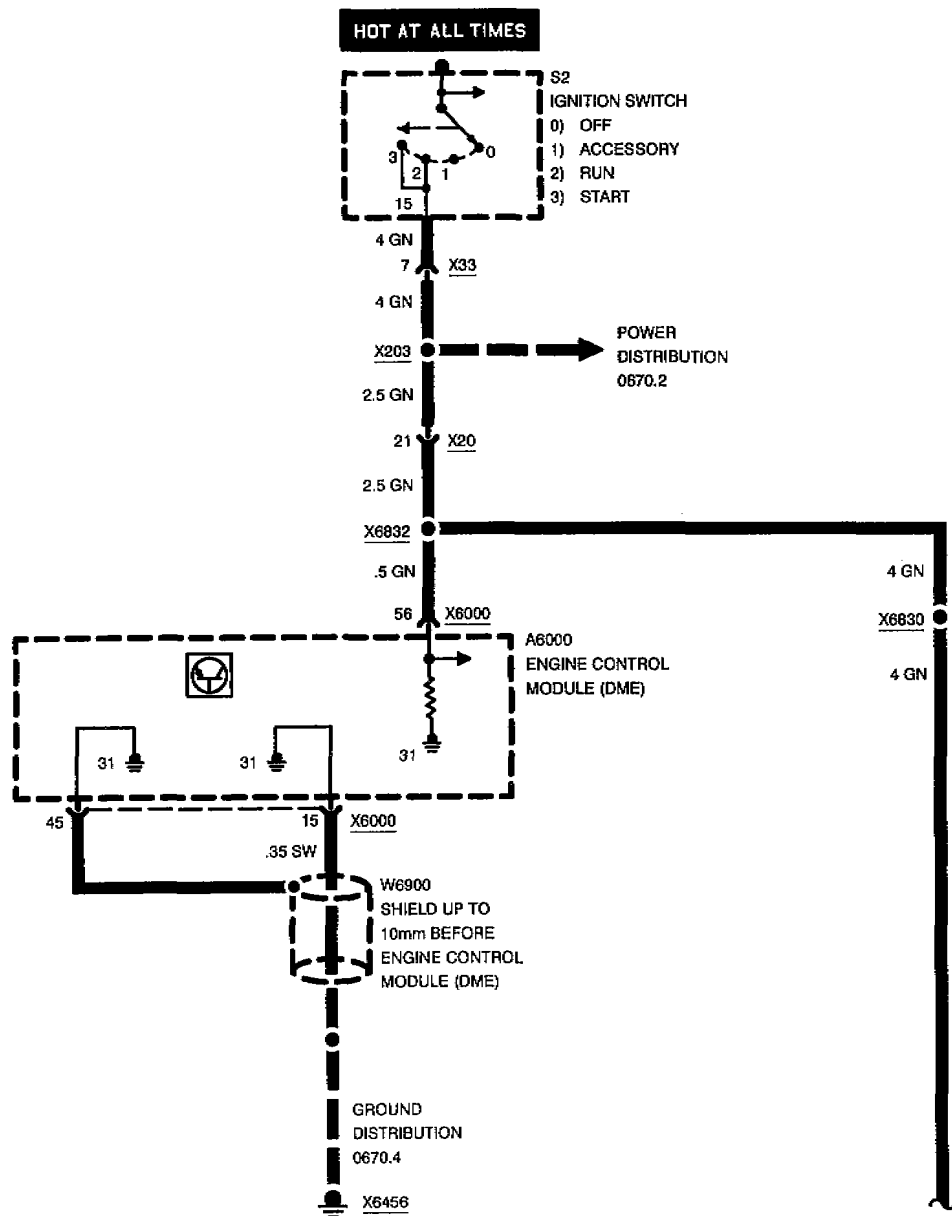 HOT AT ALL TIMES
S2
IGNITION SWITCH
0) OFF
1) ACCESSORY
2) RUN
3) START
3
2
1
0
15
4 GN
7 X33
4 GN
X203
POWER
DISTRIBUTION
0670.2
2.5 GN
21 X20
2.5 GN
X6832
.5 GN
4 GN
X6830
4 GN
56 X6000
A6000
ENGINE CONTROL
MODULE (DME)
31
31
31
45
15 X6000
.35 SW
W6900
SHIELD UP TO
10mm BEFORE
ENGINE CONTROL
MODULE (DME)
GROUND
DISTRIBUTION
0670.4
X6456